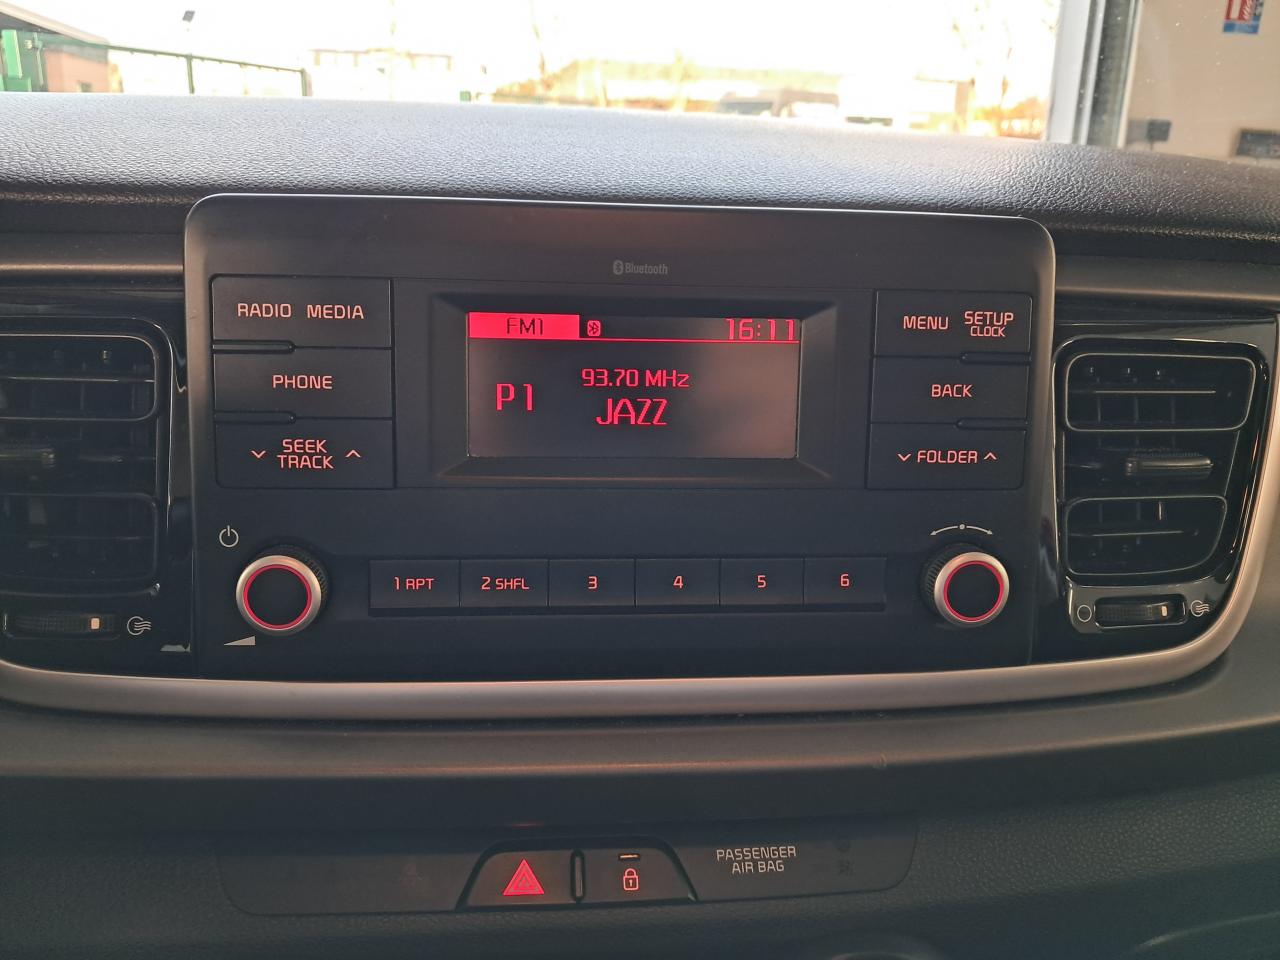 Bluetooth
RADIO MEDIA
PHONE
SEEK
TRACK
FM1 16:11
93.70 MHz
P1
JAZZ
MENU SETUP
CLOCK
BACK
FOLDER
1 RPT 2 SHFL 3 4 5 6
PASSENGER
AIR BAG